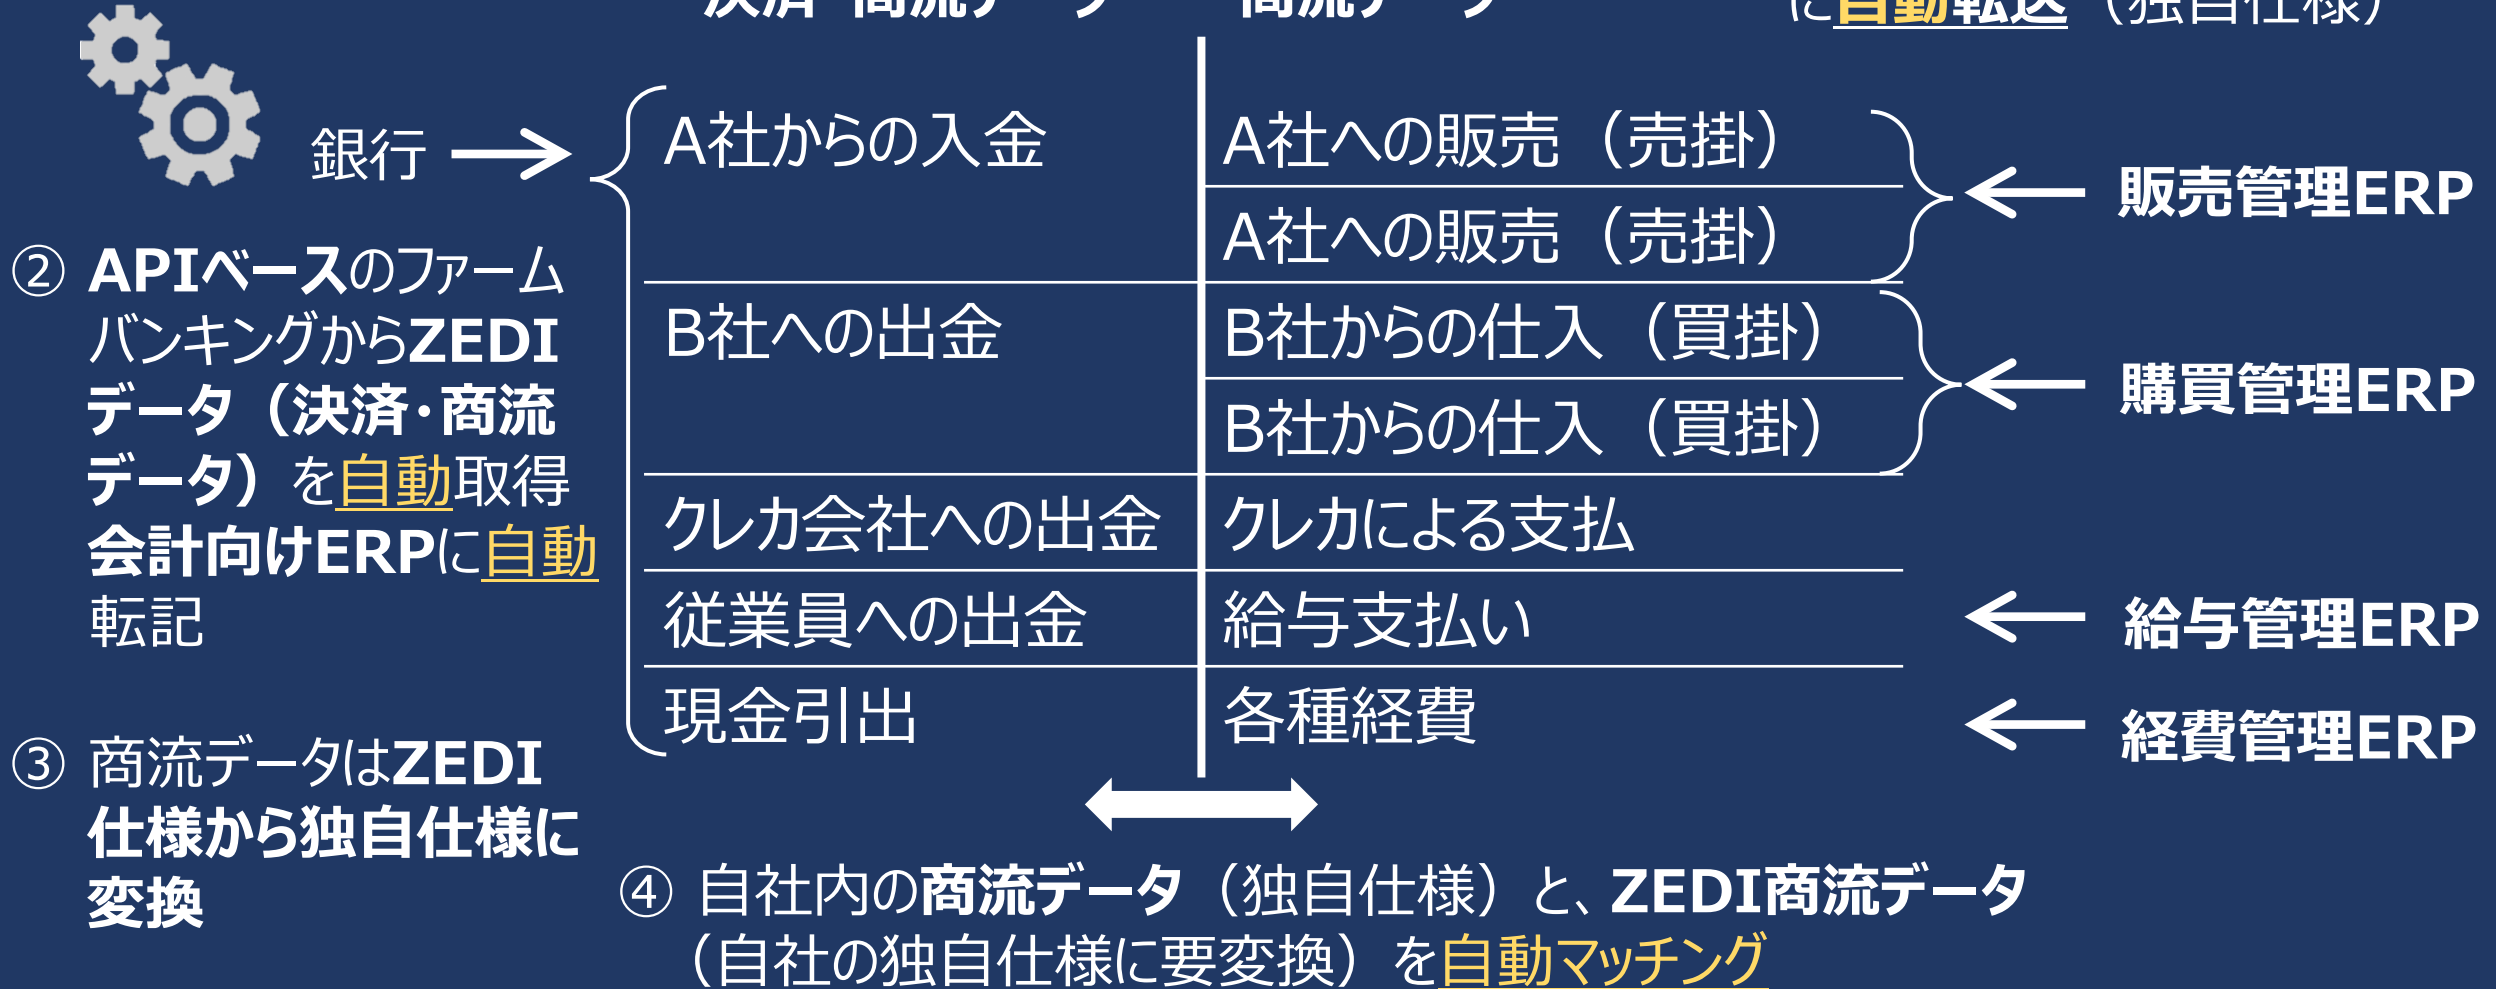 銀行
A社からの入金
A社への販売（売掛）
A社への販売（売掛）
販売管理ERP
② APIベースのファーム
バンキングからZEDI
データ（決済・商流
データ）を自動取得
会計向けERPに自動
転記
B社への出金
B社からの仕入（買掛）
B社からの仕入（買掛）
購買管理ERP
クレカ会社への出金
クレカによる支払
従業員への出金
給与支払い
給与管理ERP
現金引出
各種経費
経費管理ERP
③ 商流データはZEDI
仕様から独自仕様に
変換
④ 自社内の商流データ（独自仕様）と ZEDI商流データ
（自社の独自仕様に要変換）を自動マッチング